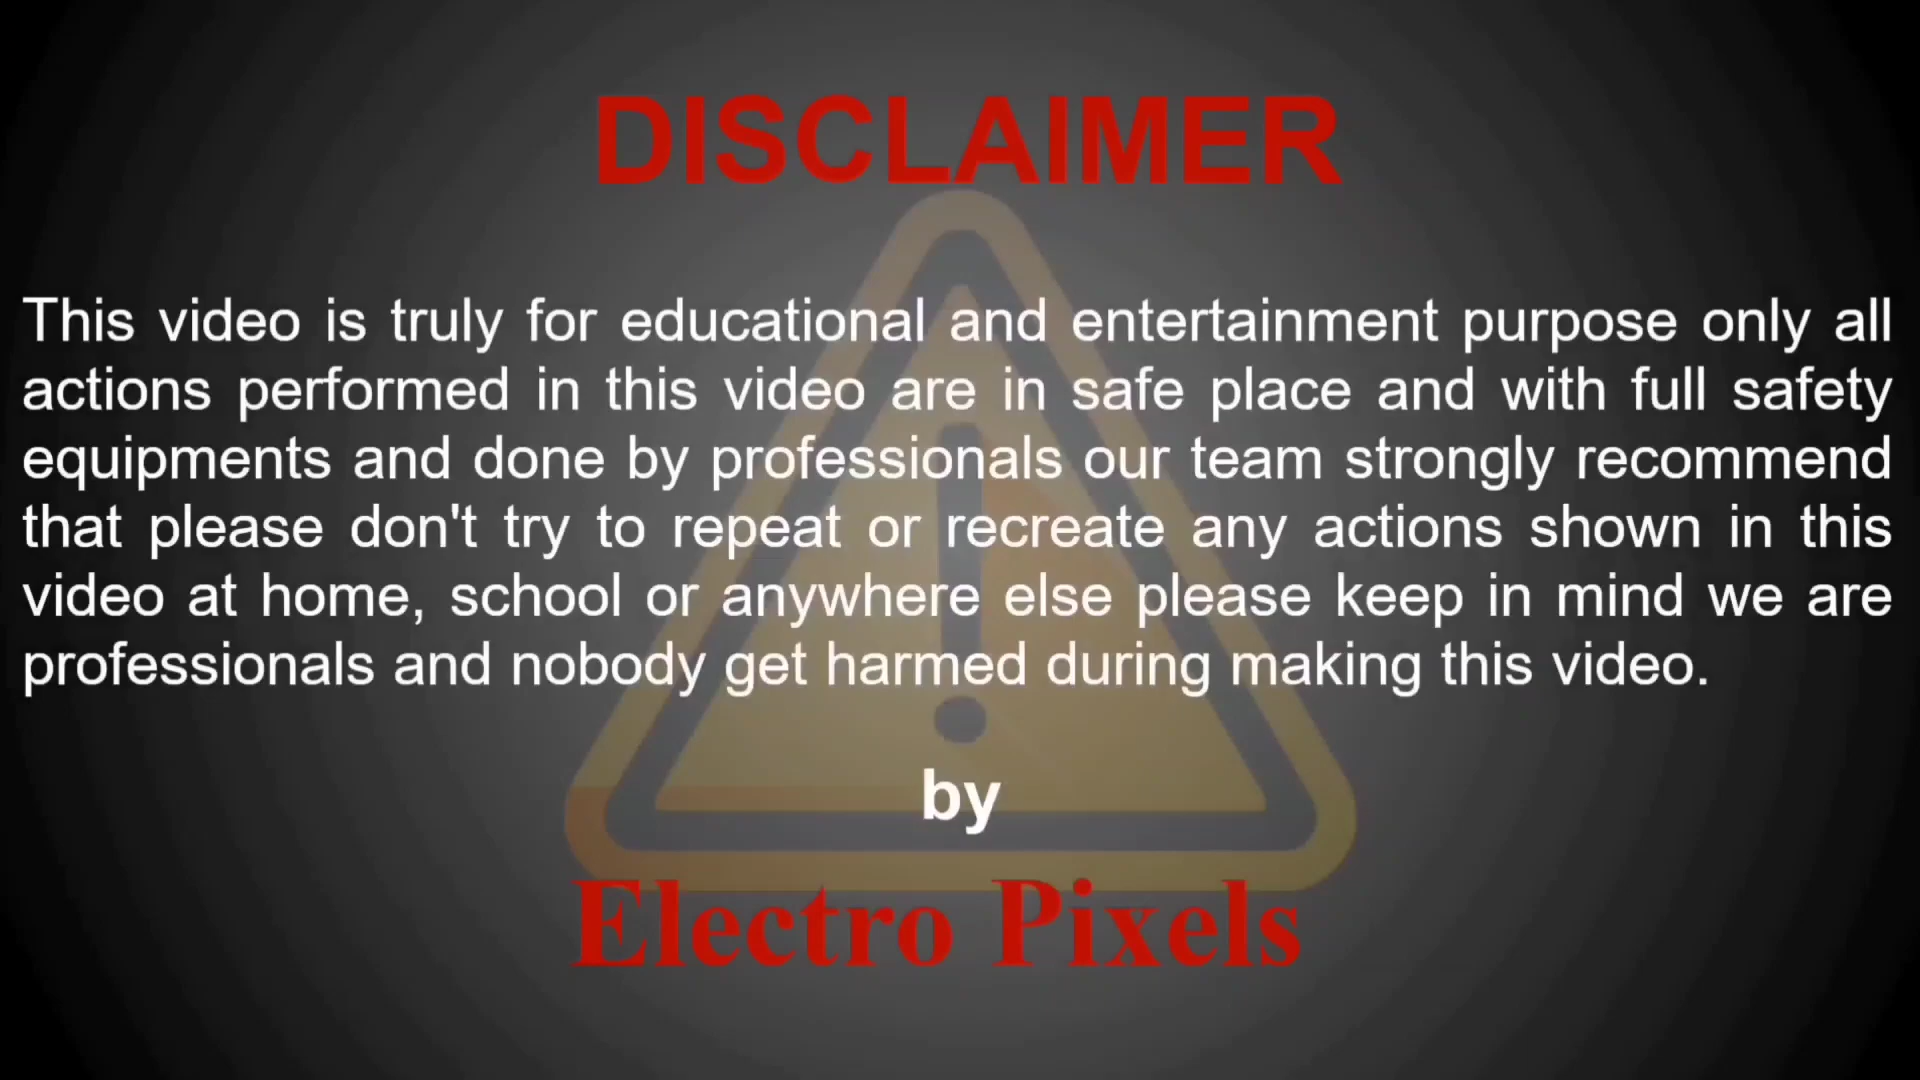 DISCLAIMER
This video is truly for educational and entertainment purpose only all
actions performed in this video are in safe place and with full safety
equipments and done by professionals our team strongly recommend
that please don't try to repeat or recreate any actions shown in this
video at home, school or anywhere else please keep in mind we are
professionals and nobody get harmed during making this video.
by
Electro Pixels